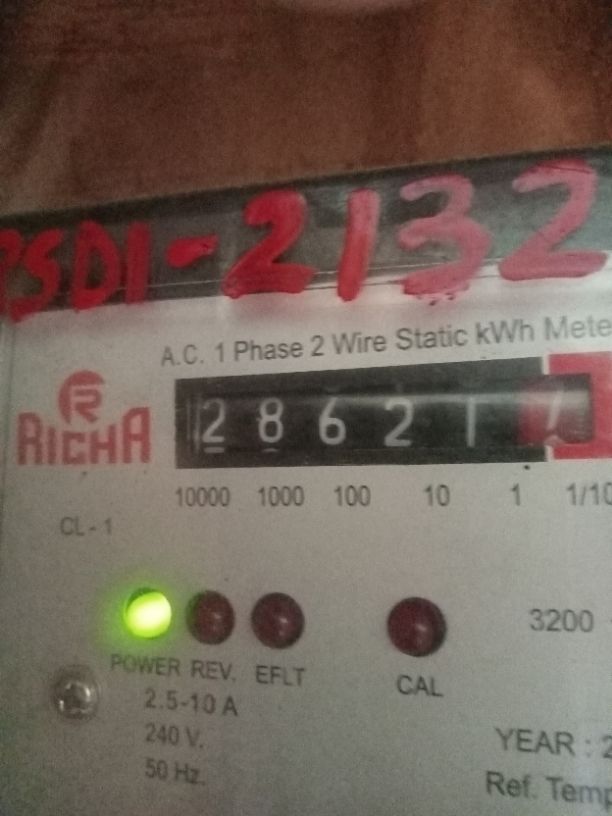 SD1-2132
A.C. 1 Phase 2 Wire Static kWh Mete
RICHA
2 8 6 2 1
10000 1000 100 10 1 1/10
CL-1
3200
POWER REV. EFLT CAL
2.5-10 A
240 V.
50 Hz.
YEAR : 2
Ref. Temp